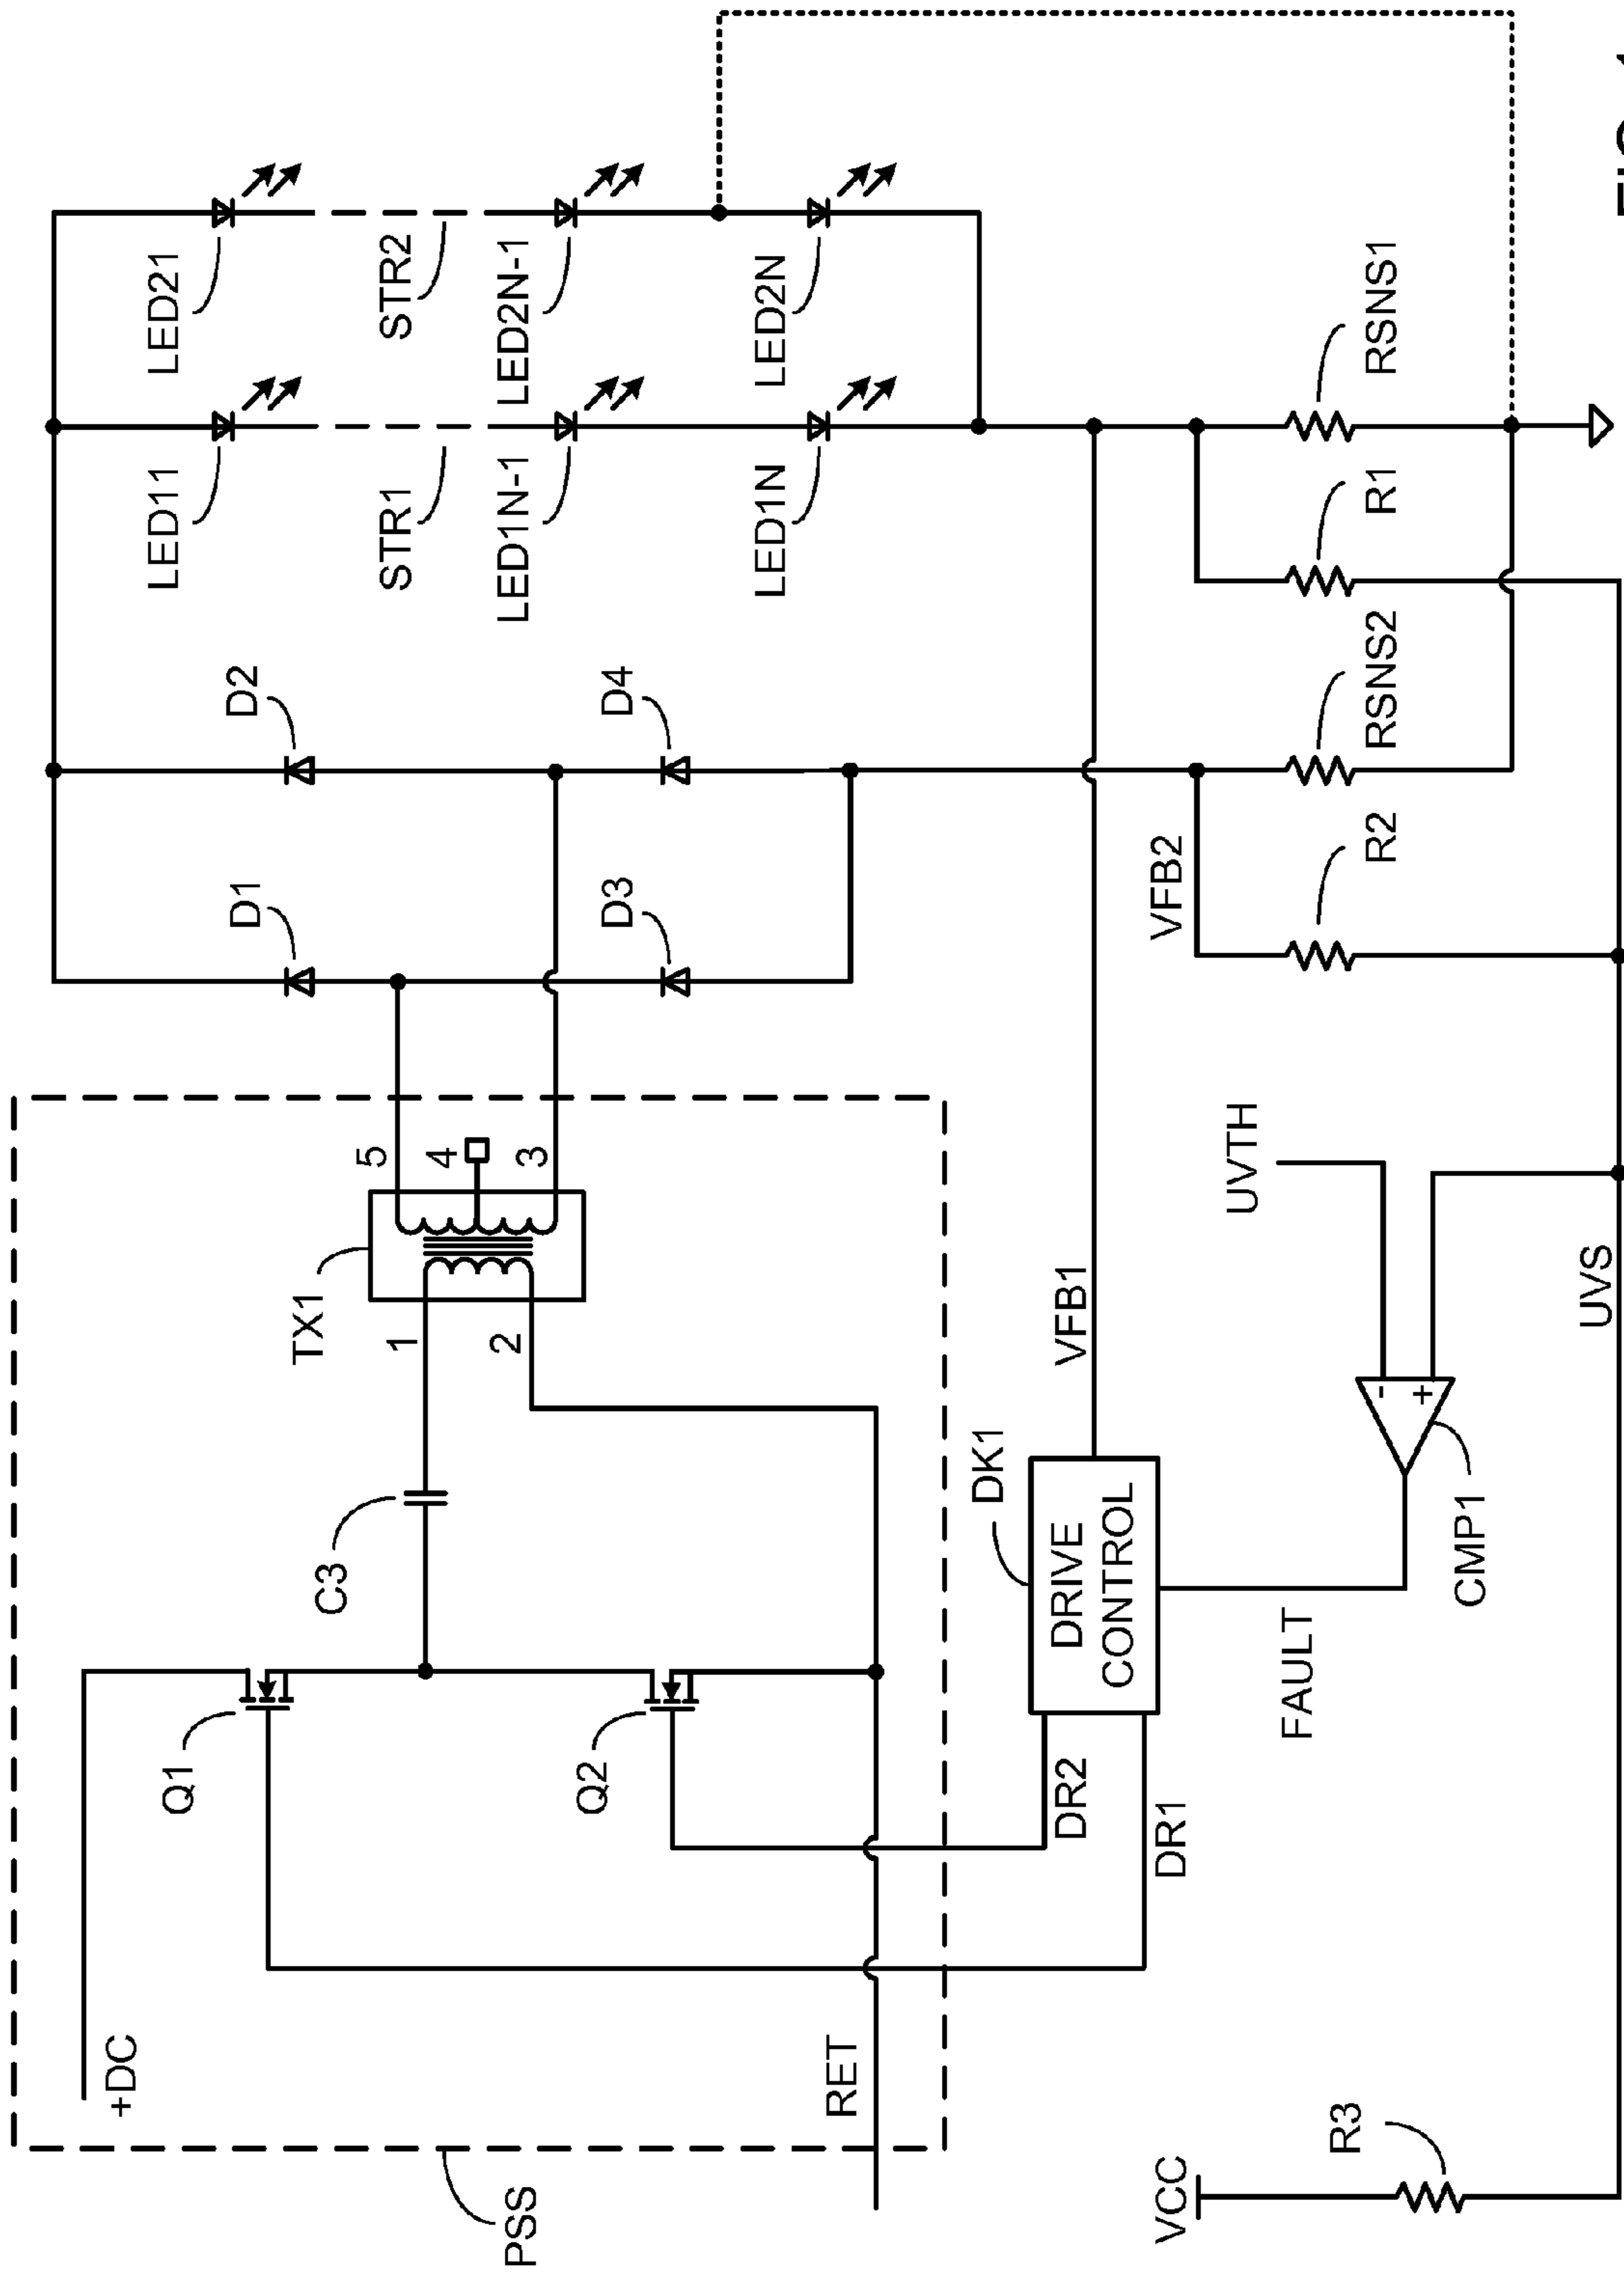 LED21
STR2
LED2N-1
LED2N
LED11
STR1
LED1N-1
LED1N
RSNS1
R1
D2
D4
RSNS2
R2
D1
D3
VFB2
5
4
3
UVTH
TX1
1
2
VFB1
UVS
- +
C3
DK1
DRIVE
CONTROL
CMP1
FAULT
Q1
Q2
DR2
DR1
+DC
RET
R3
PSS
VCC